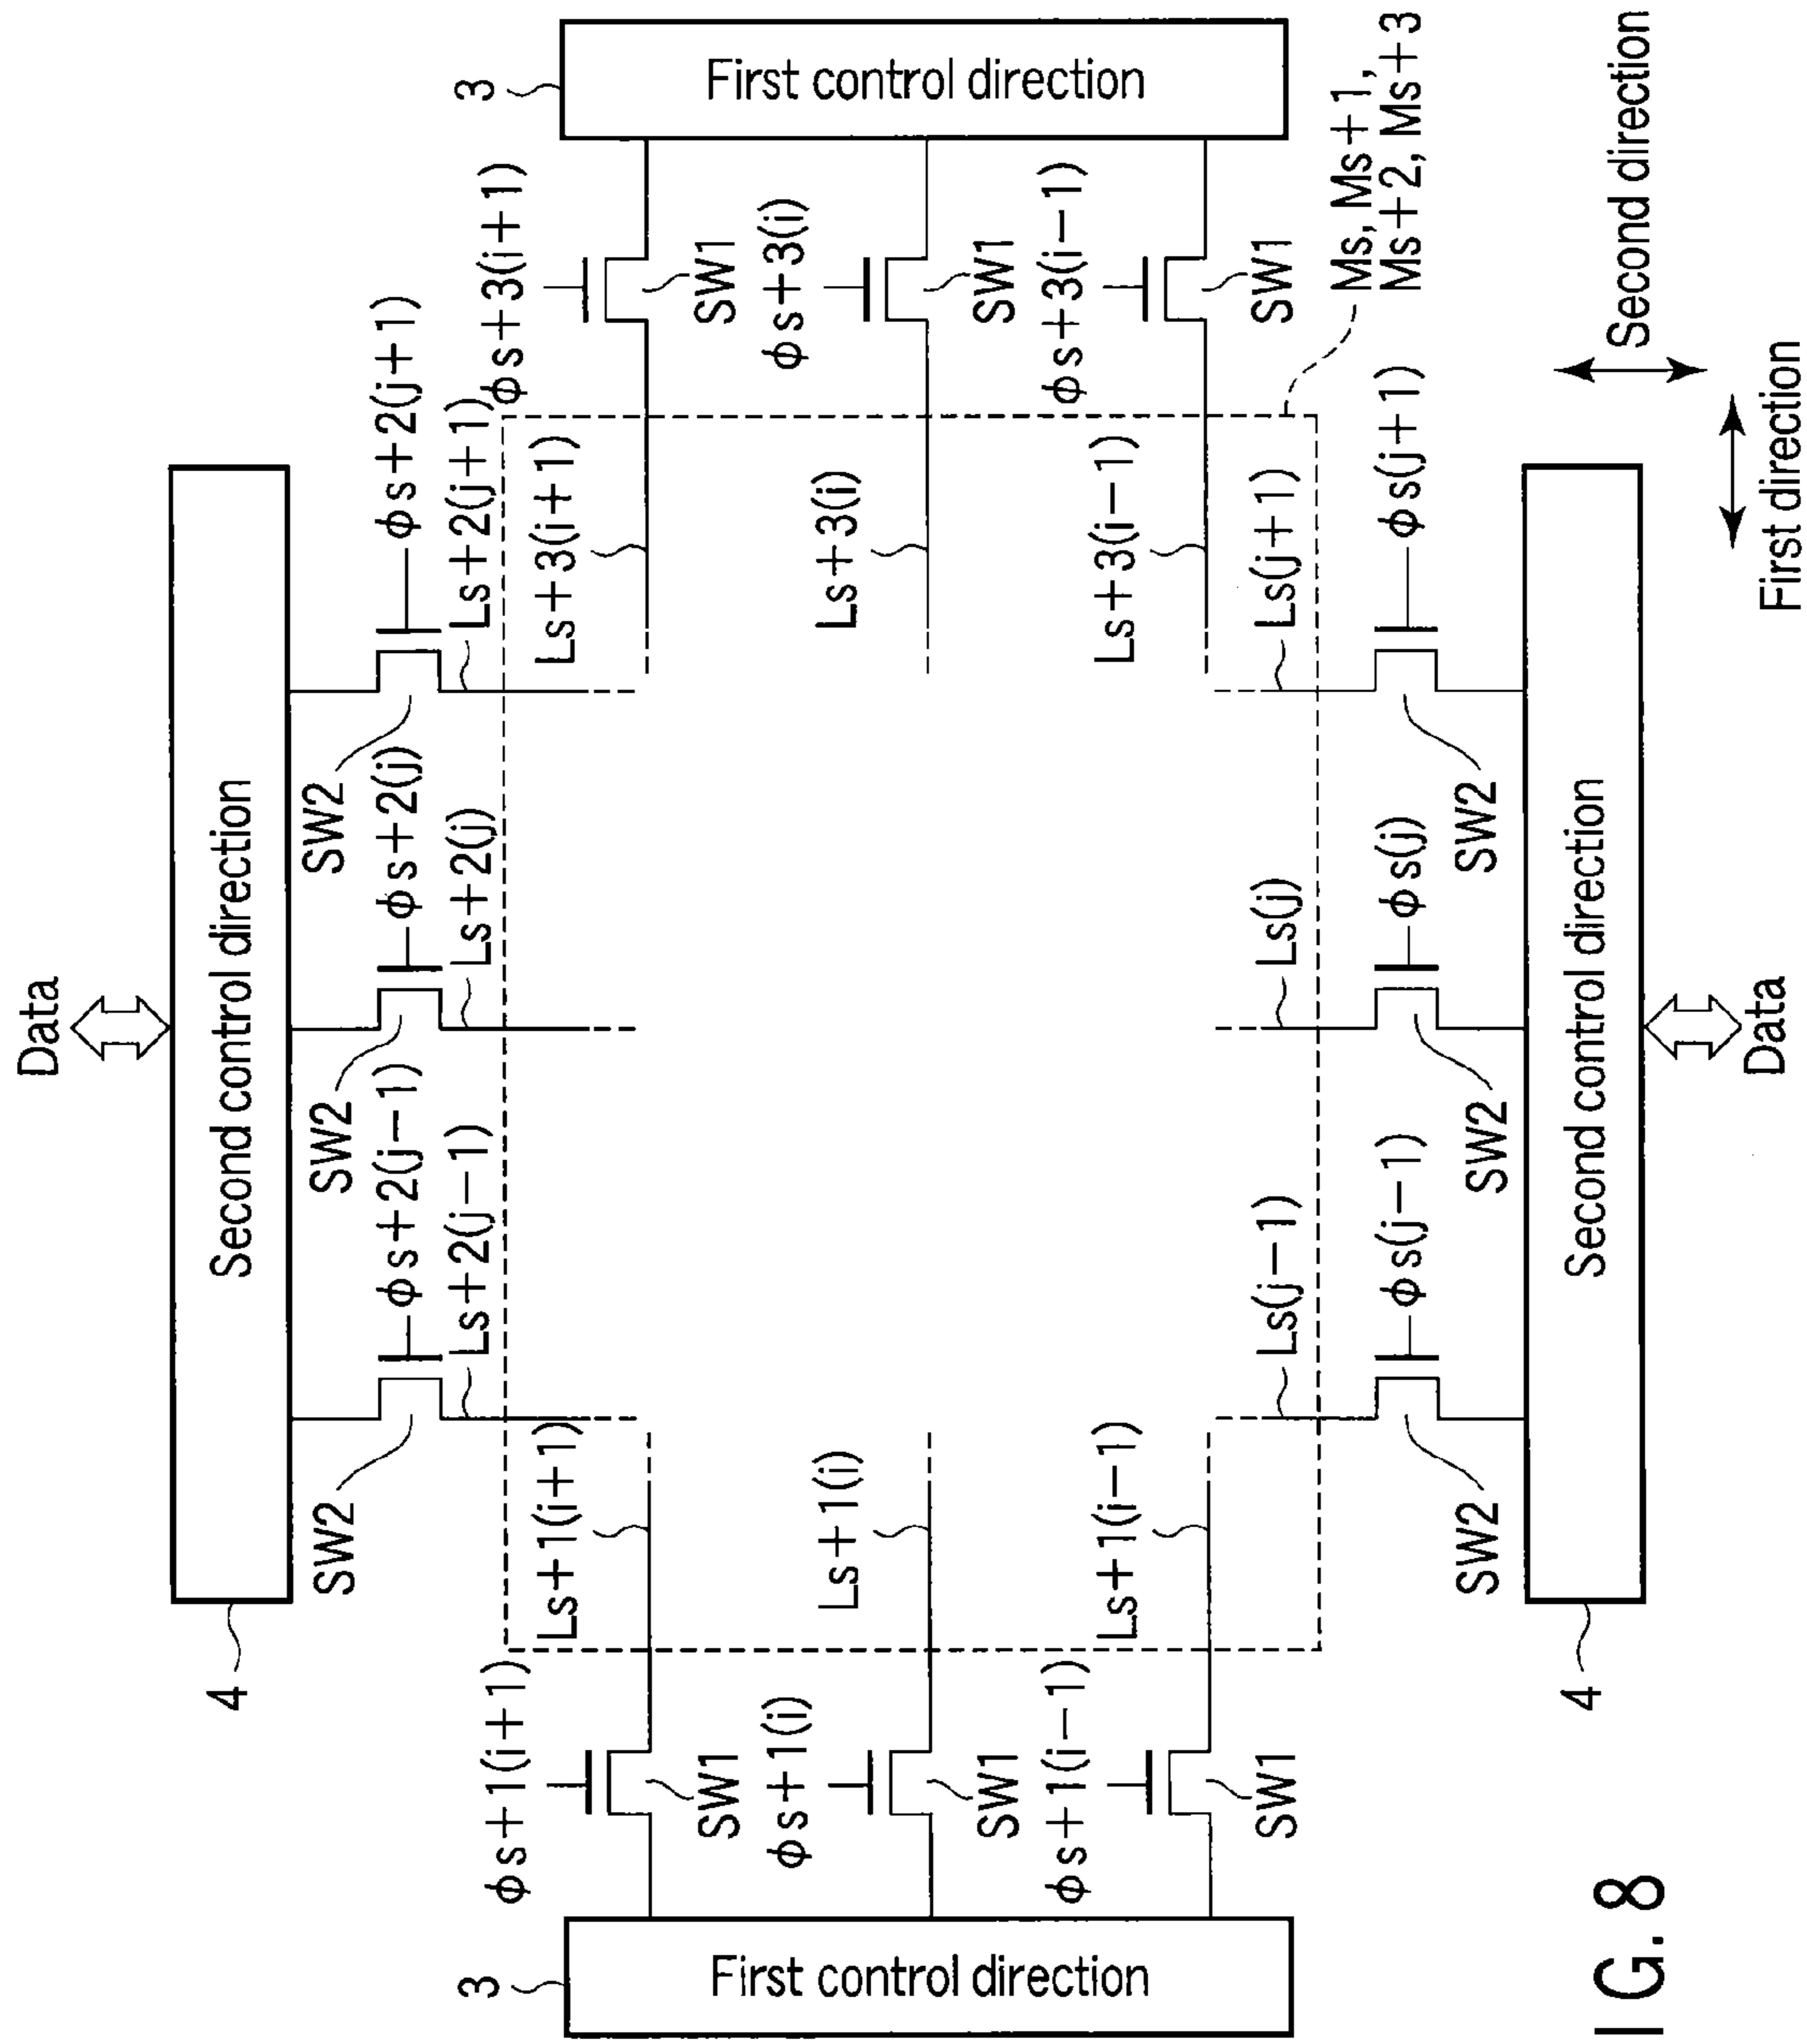 Data
4
Second control direction
SW2
SW2
SW2
ϕs+2(j−1)
ϕs+2(j)
ϕs+2(j+1)
Ls+2(j−1)
Ls+2(j)
Ls+2(j+1)
3
First control direction
ϕs+1(i+1)
SW1
ϕs+1(i)
SW1
ϕs+1(i−1)
SW1
Ls+1(i+1)
Ls+1(i)
Ls+1(i−1)
Ls+3(i+1)
Ls+3(i)
Ls+3(i−1)
ϕs+3(i+1)
SW1
ϕs+3(i)
SW1
ϕs+3(i−1)
SW1
3
First control direction
Ms, Ms+1,
Ms+2, Ms+3
Ls(j−1)
Ls(j)
Ls(j+1)
ϕs(j−1)
ϕs(j)
ϕs(j+1)
SW2
SW2
SW2
4
Second control direction
Data
Second direction
First direction
I G. 8